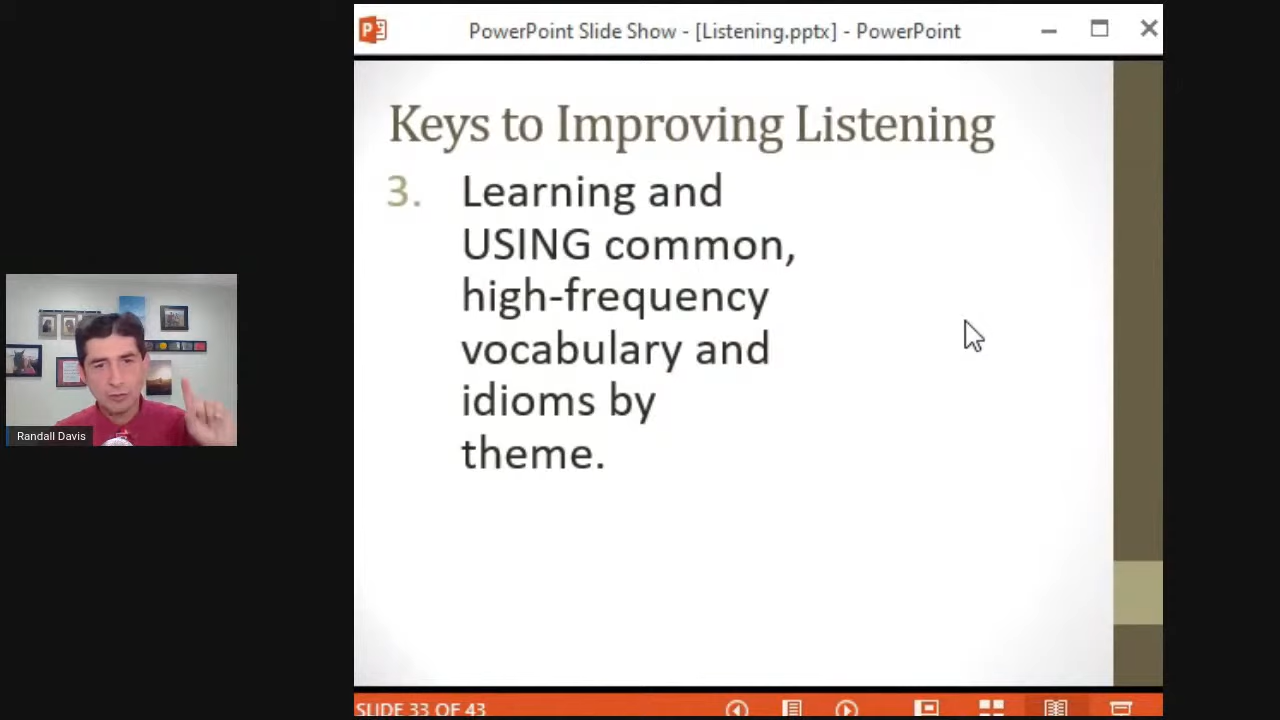 PowerPoint Slide Show - [Listening.pptx] - PowerPoint
Keys to Improving Listening
3. Learning and
USING common,
high-frequency
vocabulary and
idioms by
theme.
Randall Davis
SLIDE 33 OF 43